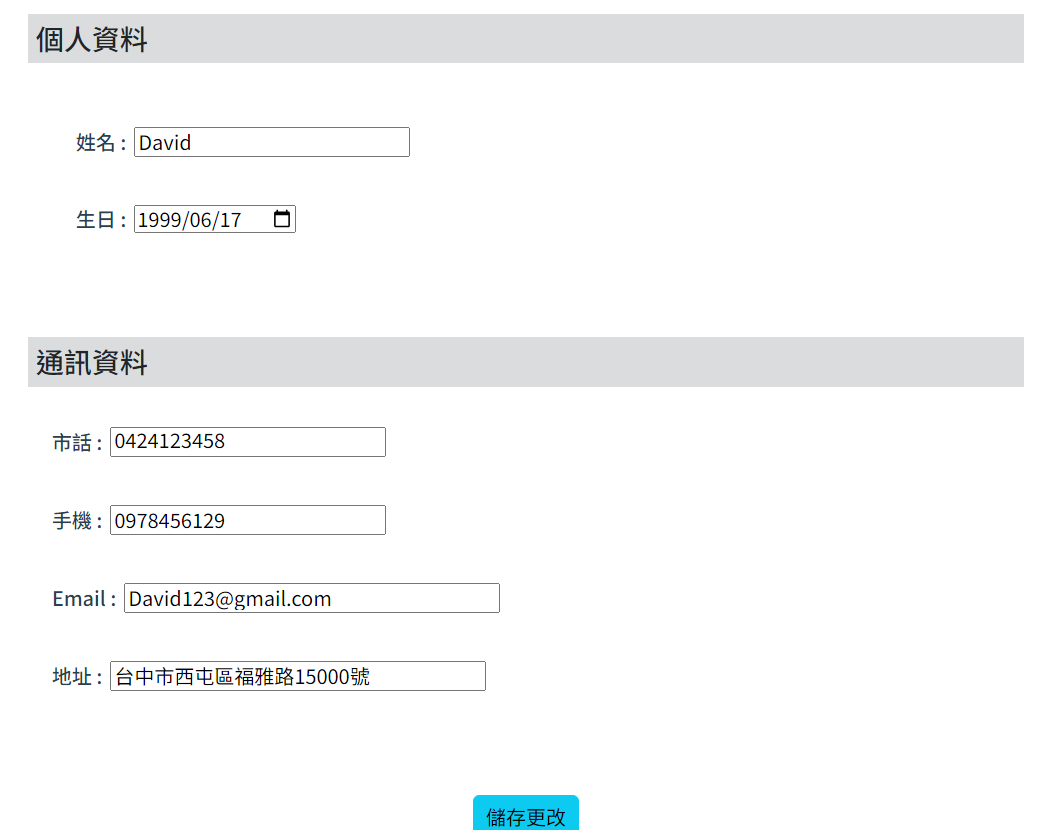 個人資料
姓名 : David
生日 : 1999/06/17
通訊資料
市話 : 0424123458
手機 : 0978456129
Email : David123@gmail.com
地址 : 台中市西屯區福雅路15000號
儲存更改